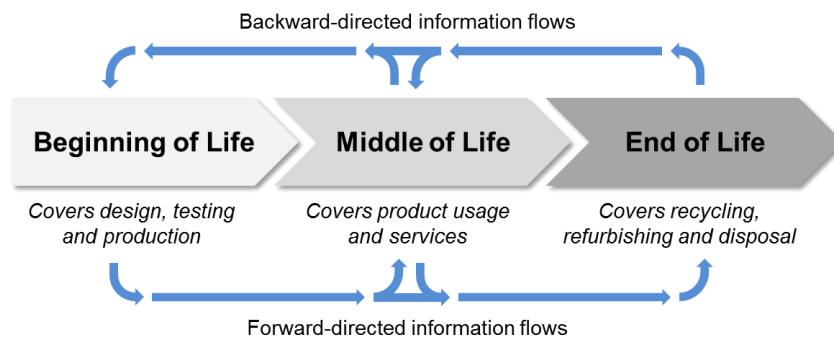 Backward-directed information flows
Beginning of Life
Middle of Life
End of Life
Covers design, testing
and production
Covers product usage
and services
Covers recycling,
refurbishing and disposal
Forward-directed information flows